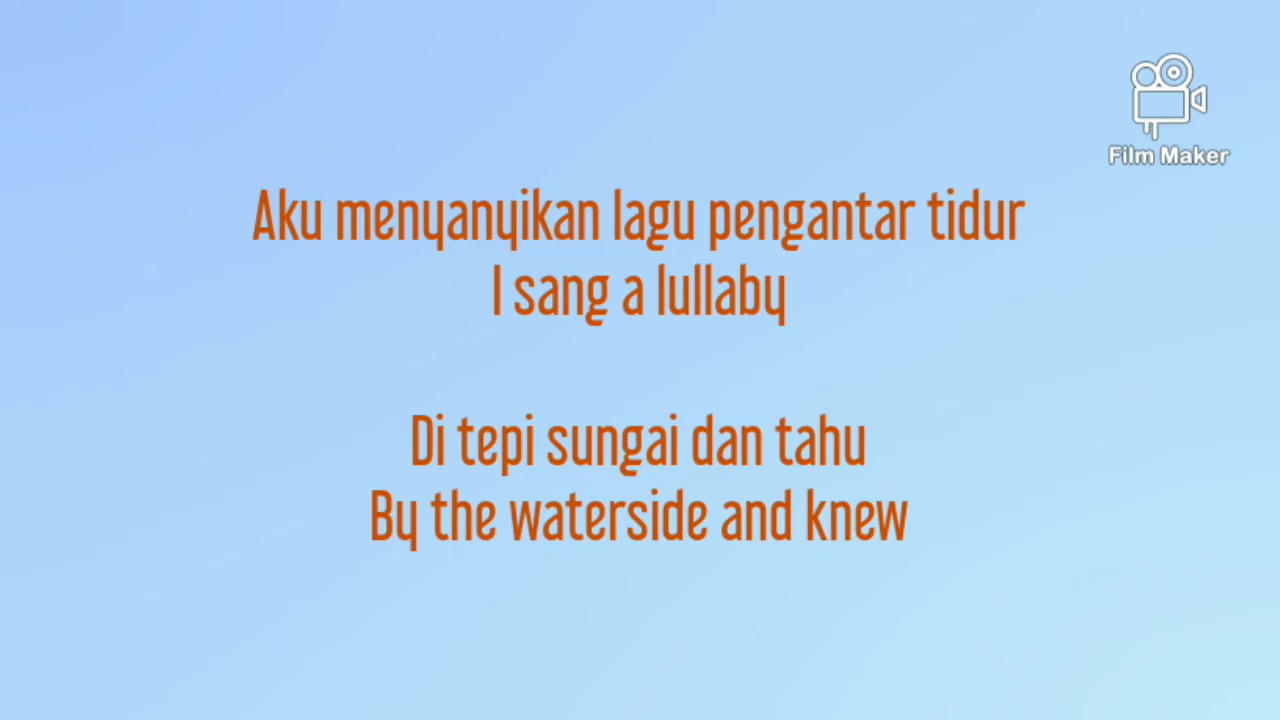 Film Maker
Aku menyanyikan lagu pengantar tidur
I sang a lullaby
Di tepi sungai dan tahu
By the waterside and knew